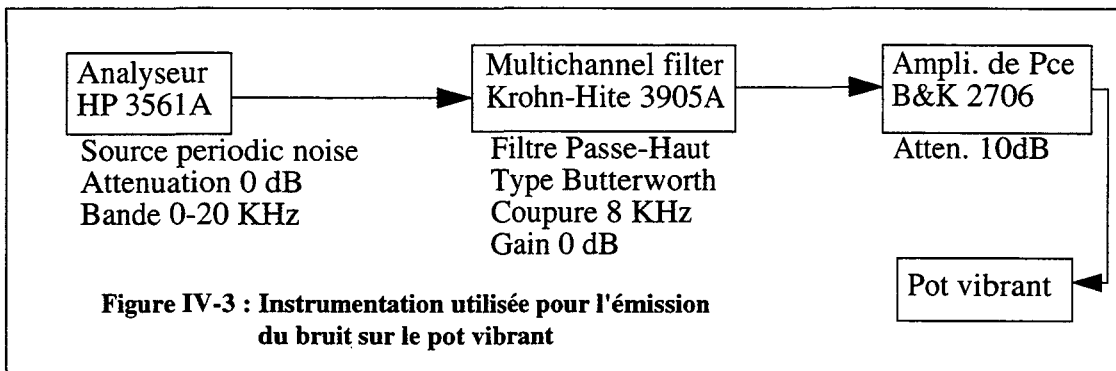 Analyseur
HP 3561A
Source periodic noise
Attenuation 0 dB
Bande 0-20 KHz
Multichannel filter
Krohn-Hite 3905A
Filtre Passe-Haut
Type Butterworth
Coupure 8 KHz
Gain 0 dB
Ampli. de Pce
B&K 2706
Atten. 10dB
Pot vibrant
Figure IV-3 : Instrumentation utilisée pour l'émission
du bruit sur le pot vibrant